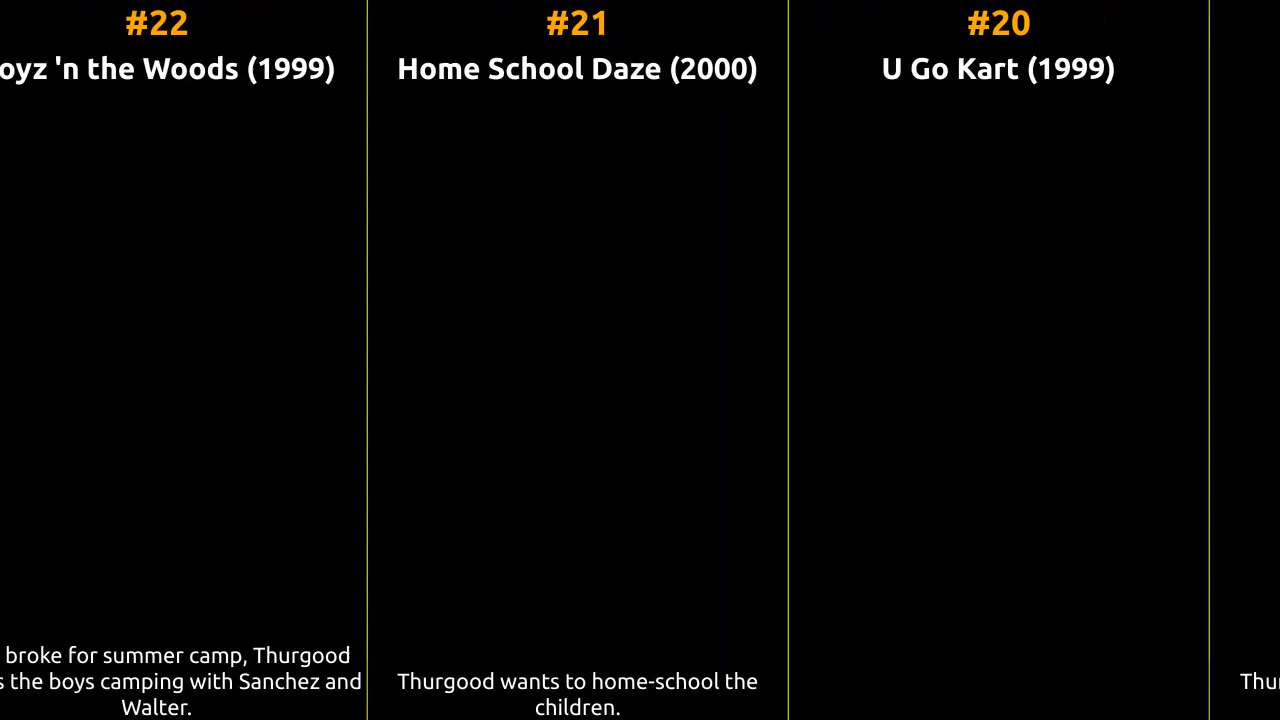 #22
oyz 'n the Woods (1999)
broke for summer camp, Thurgood
s the boys camping with Sanchez and
Walter.
#21
Home School Daze (2000)
Thurgood wants to home-school the
children.
#20
U Go Kart (1999)
Thur